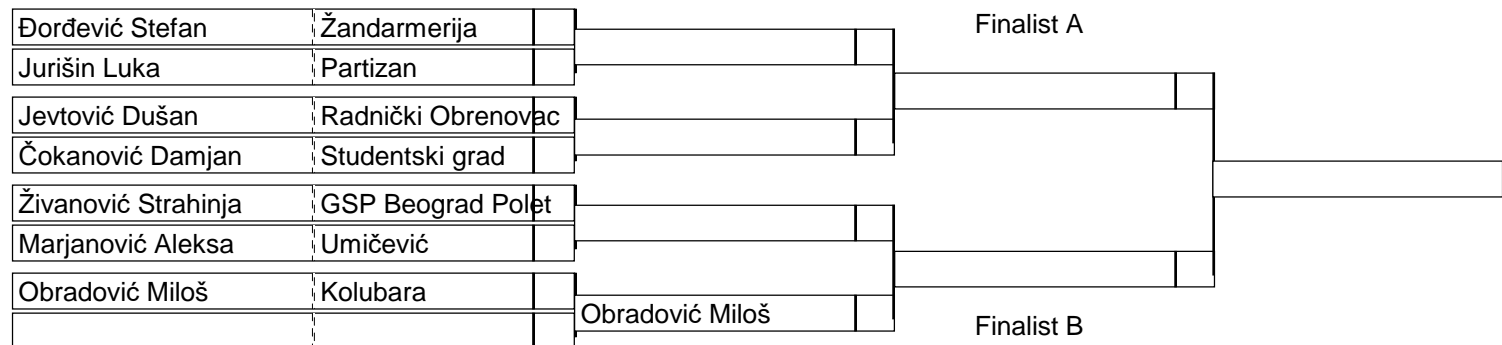 Đorđević Stefan Žandarmerija
Finalist A
Jurišin Luka Partizan
Jevtović Dušan Radnički Obrenovac
Čokanović Damjan Studentski grad
Živanović Strahinja GSP Beograd Polet
Marjanović Aleksa Umičević
Obradović Miloš Kolubara
Obradović Miloš
Finalist B